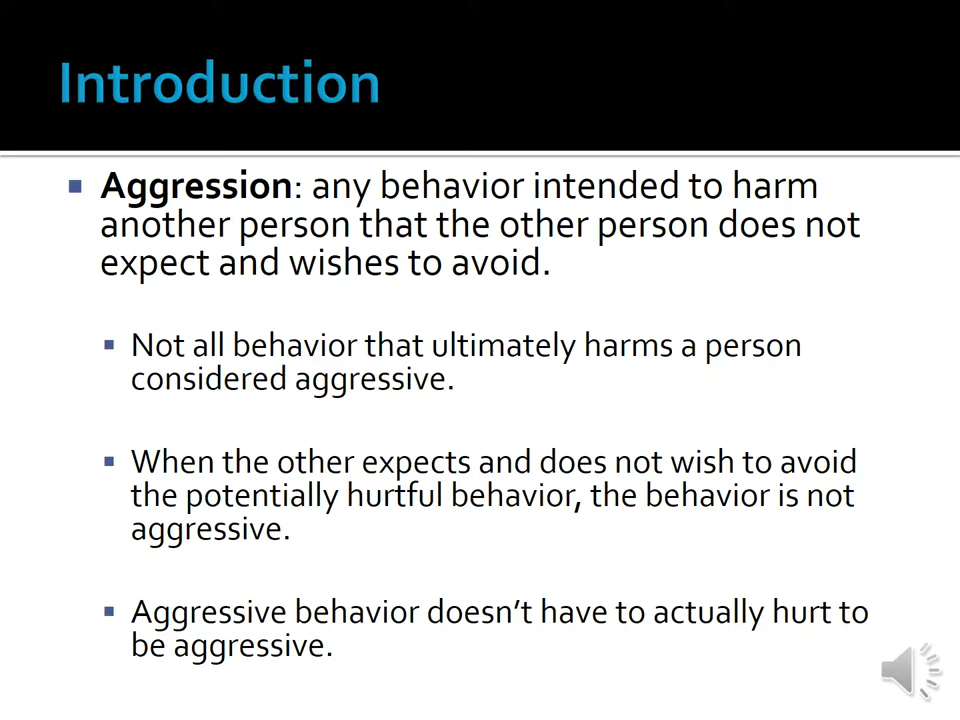 Introduction
Aggression: any behavior intended to harm
another person that the other person does not
expect and wishes to avoid.
Not all behavior that ultimately harms a person
considered aggressive.
When the other expects and does not wish to avoid
the potentially hurtful behavior, the behavior is not
aggressive.
Aggressive behavior doesn't have to actually hurt to
be aggressive.